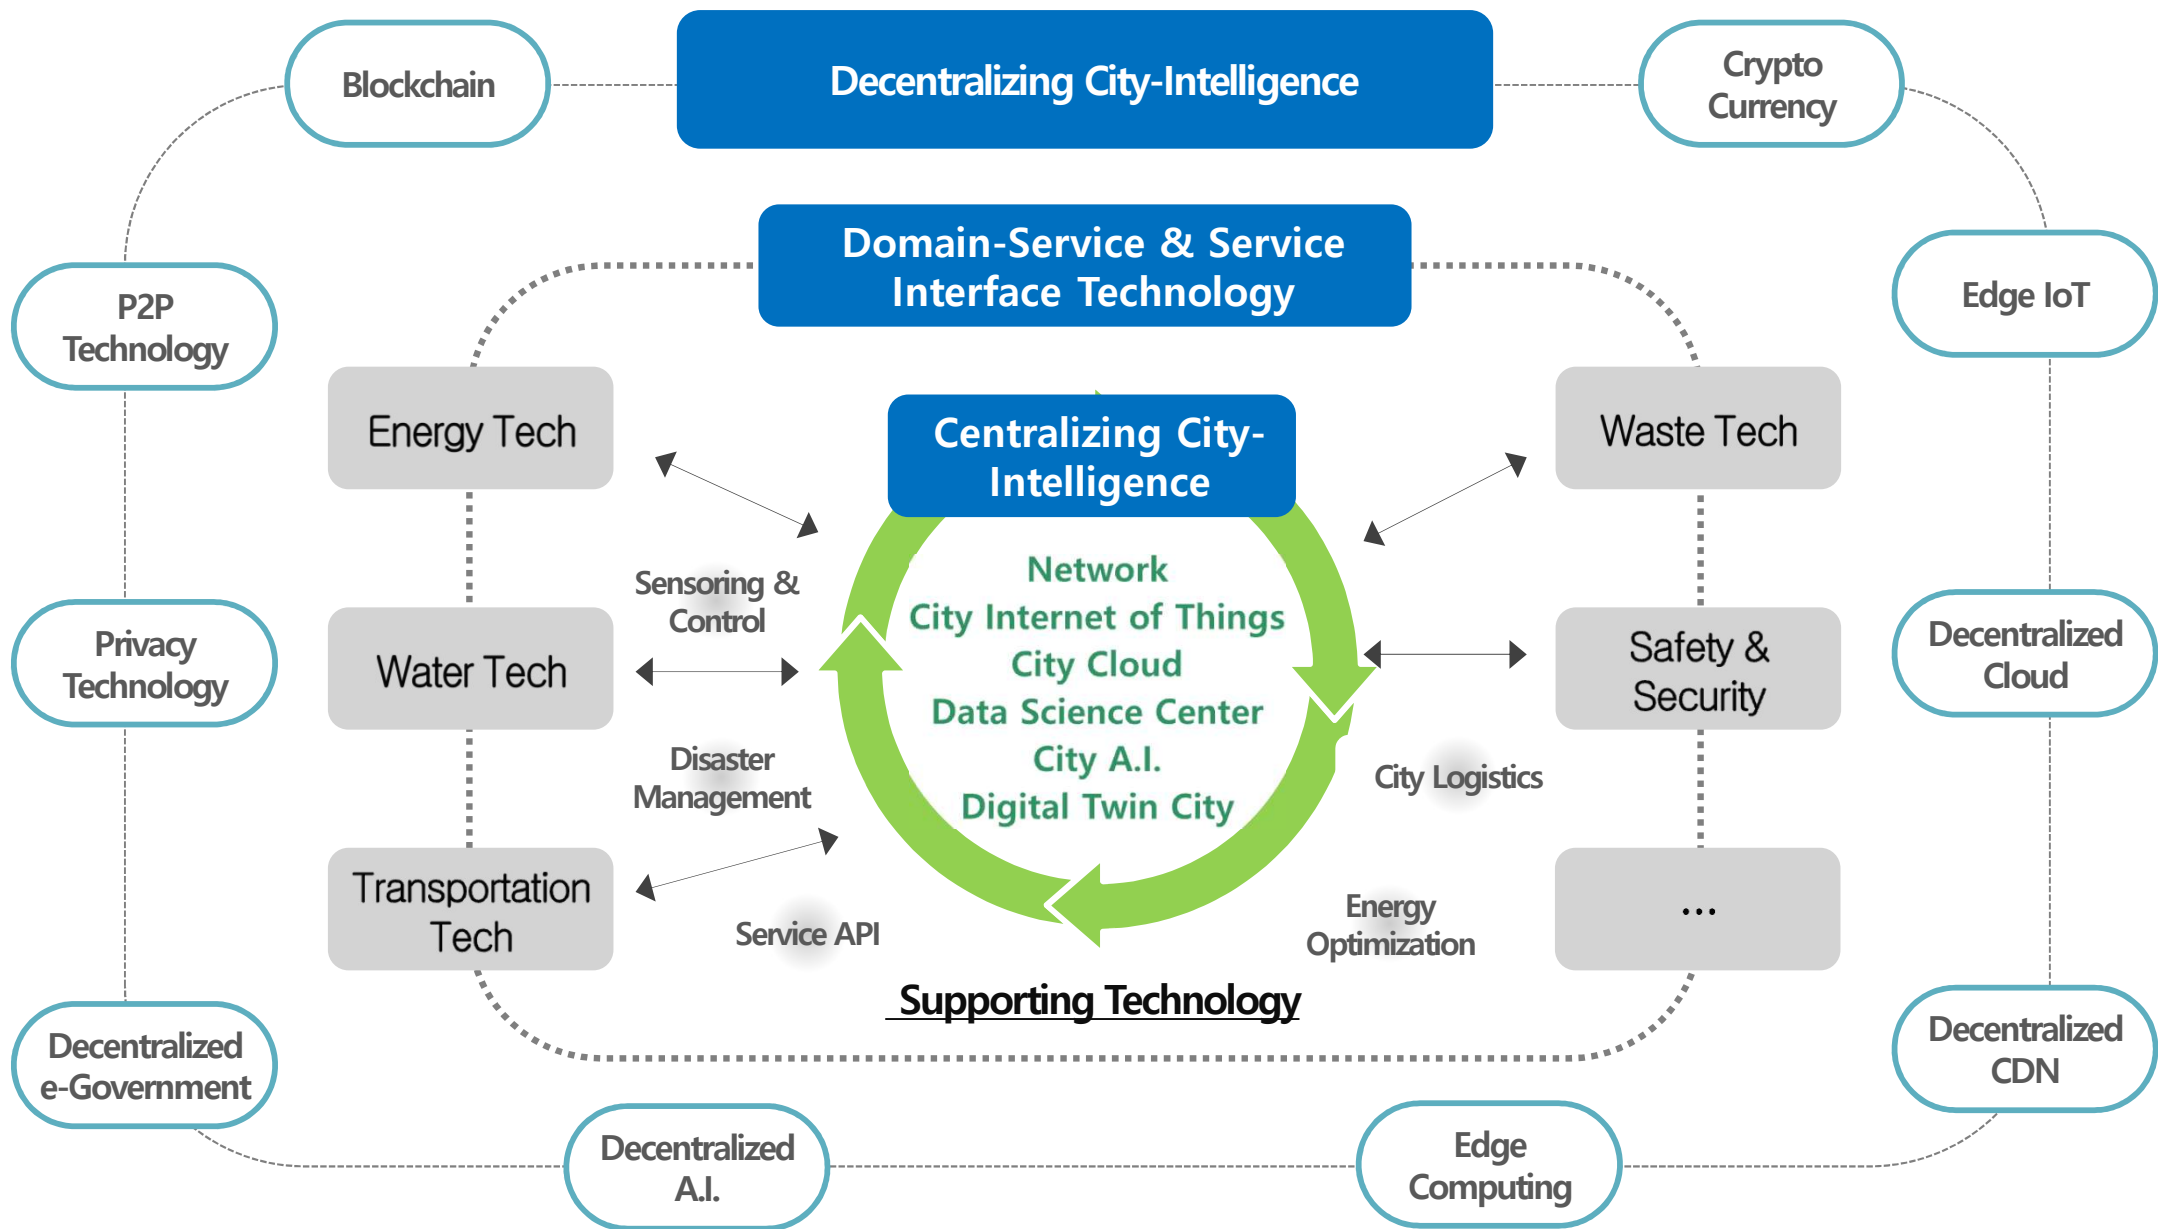 Decentralizing City-Intelligence
Blockchain
Crypto
Currency
Domain-Service & Service
Interface Technology
P2P
Technology
Edge IoT
Energy Tech
Centralizing City-
Intelligence
Waste Tech
Sensoring &
Control
Network
City Internet of Things
City Cloud
Data Science Center
City A.I.
Digital Twin City
Privacy
Technology
Water Tech
Safety &
Security
Decentralized
Cloud
Disaster
Management
City Logistics
Transportation
Tech
Service API
Energy
Optimization
...
Supporting Technology
Decentralized
e-Government
Decentralized
CDN
Decentralized
A.I.
Edge
Computing